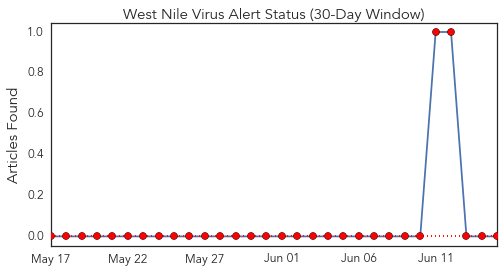 West Nile Virus Alert Status (30-Day Window)
Articles Found
1.0
0.8
0.6
0.4
0.2
0.0
May 17 May 22 May 27 Jun 01 Jun 06 Jun 11